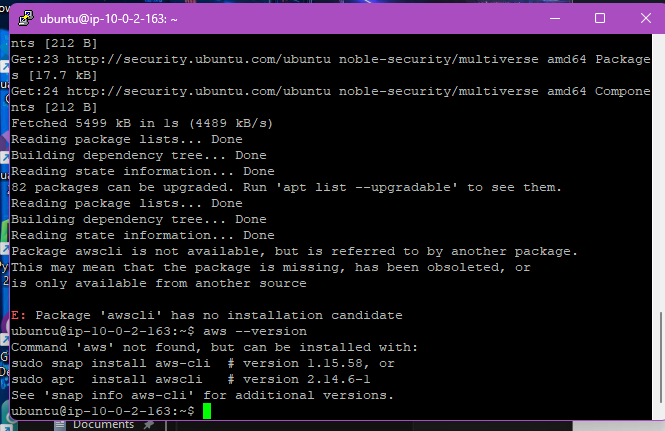 ubuntu@ip-10-0-2-163: ~
nts [212 B]
Get:23 http://security.ubuntu.com/ubuntu noble-security/multiverse amd64 Package
s [17.7 kB]
Get:24 http://security.ubuntu.com/ubuntu noble-security/multiverse amd64 Compone
nts [212 B]
Fetched 5499 kB in 1s (4489 kB/s)
Reading package lists... Done
Building dependency tree... Done
Reading state information... Done
82 packages can be upgraded. Run 'apt list --upgradable' to see them.
Reading package lists... Done
Building dependency tree... Done
Reading state information... Done
Package awscli is not available, but is referred to by another package.
This may mean that the package is missing, has been obsoleted, or
is only available from another source
E: Package 'awscli' has no installation candidate
ubuntu@ip-10-0-2-163:~$ aws --version
Command 'aws' not found, but can be installed with:
sudo snap install aws-cli  # version 1.15.58, or
sudo apt  install awscli   # version 2.14.6-1
See 'snap info aws-cli' for additional versions.
ubuntu@ip-10-0-2-163:~$
Documents